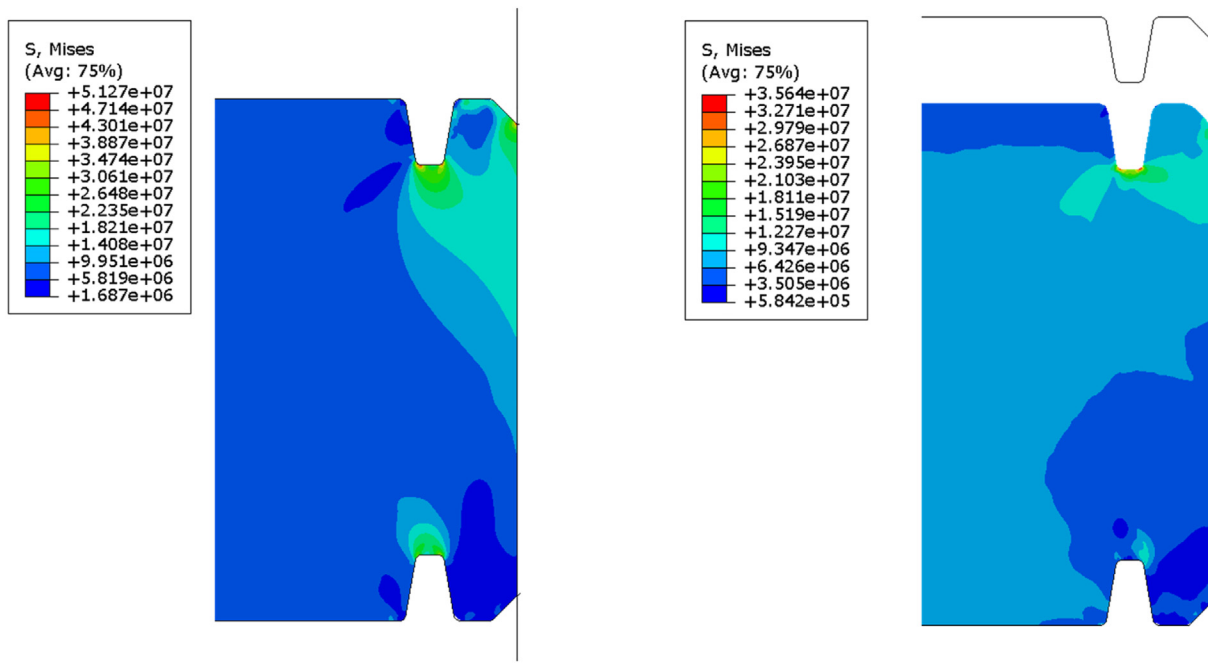 S, Mises
(Avg: 75%)
+5.127e+07
+4.714e+07
+4.301e+07
+3.887e+07
+3.474e+07
+3.061e+07
+2.648e+07
+2.235e+07
+1.821e+07
+1.408e+07
+9.951e+06
+5.819e+06
+1.687e+06
S, Mises
(Avg: 75%)
+3.564e+07
+3.271e+07
+2.979e+07
+2.687e+07
+2.395e+07
+2.103e+07
+1.811e+07
+1.519e+07
+1.227e+07
+9.347e+06
+6.426e+06
+3.505e+06
+5.842e+05